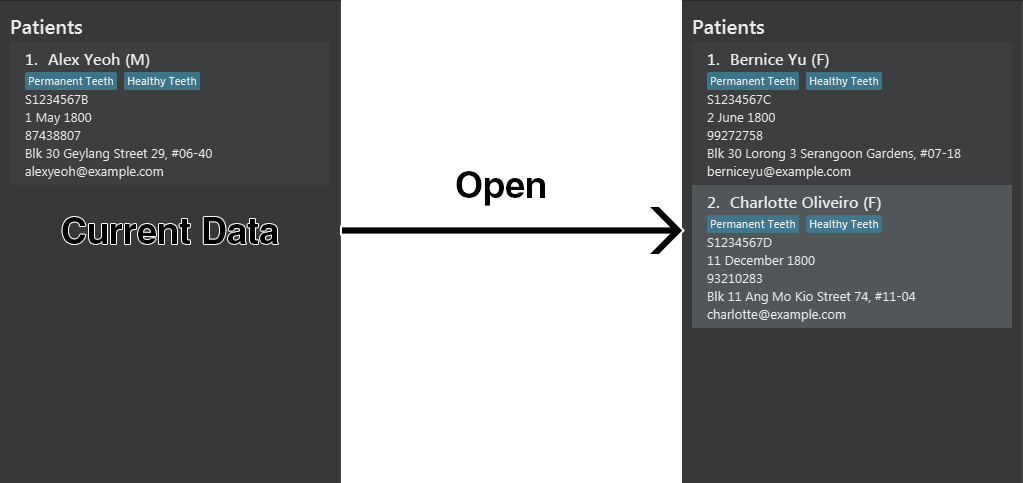 Patients
1. Alex Yeoh (M)
Permanent Teeth Healthy Teeth
S1234567B
1 May 1800
87438807
Blk 30 Geylang Street 29, #06-40
alexyeoh@example.com
Current Data
Open
Patients
1. Bernice Yu (F)
Permanent Teeth Healthy Teeth
S1234567C
2 June 1800
99272758
Blk 30 Lorong 3 Serangoon Gardens, #07-18
berniceyu@example.com
2. Charlotte Oliveiro (F)
Permanent Teeth Healthy Teeth
S1234567D
11 December 1800
93210283
Blk 11 Ang Mo Kio Street 74, #11-04
charlotte@example.com